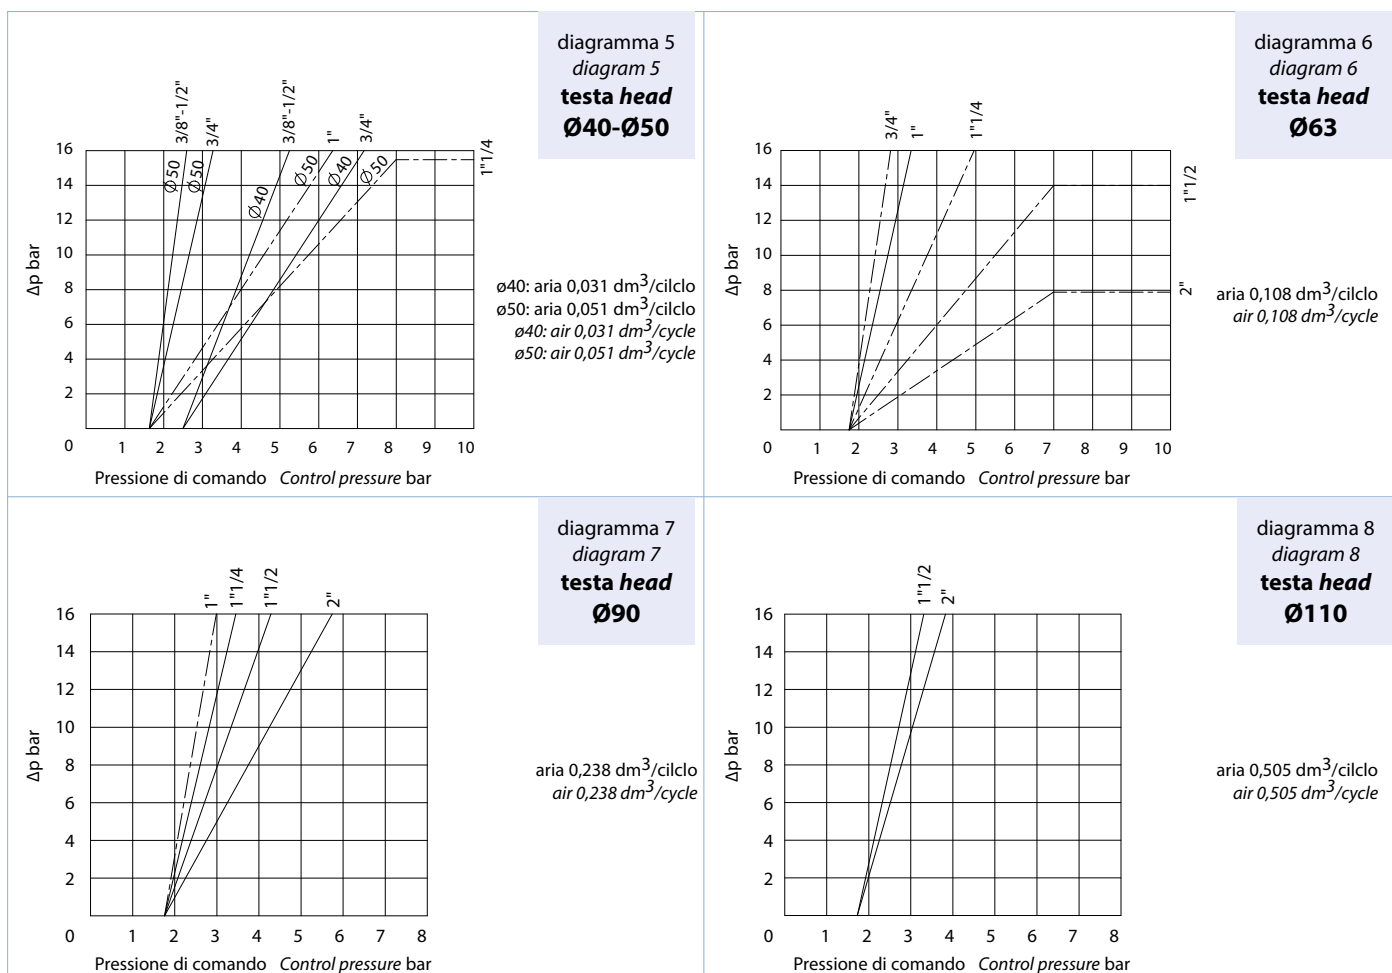 diagramma 5
diagram 5
testa head
Ø40-Ø50
3/8"-1/2"
3/4"
3/8"-1/2"
1"
3/4"
1"1/4
Ø50
Ø50
Ø40
Ø50
Ø40
Ø50
16
14
12
10
8
6
4
2
0 1 2 3 4 5 6 7 8 9 10
Δp bar
Pressione di comando Control pressure bar
ø40: aria 0,031 dm³/cilclo
ø50: aria 0,051 dm³/cilclo
ø40: air 0,031 dm³/cycle
ø50: air 0,051 dm³/cycle
diagramma 6
diagram 6
testa head
Ø63
3/4"
1"
1"1/4
1"1/2
2"
16
14
12
10
8
6
4
2
0 1 2 3 4 5 6 7 8 9 10
Δp bar
Pressione di comando Control pressure bar
aria 0,108 dm³/cilclo
air 0,108 dm³/cycle
diagramma 7
diagram 7
testa head
Ø90
1"
1"1/4
1"1/2
2"
16
14
12
10
8
6
4
2
0 1 2 3 4 5 6 7 8
Δp bar
Pressione di comando Control pressure bar
aria 0,238 dm³/cilclo
air 0,238 dm³/cycle
diagramma 8
diagram 8
testa head
Ø110
1"1/2
2"
16
14
12
10
8
6
4
2
0 1 2 3 4 5 6 7 8
Δp bar
Pressione di comando Control pressure bar
aria 0,505 dm³/cilclo
air 0,505 dm³/cycle